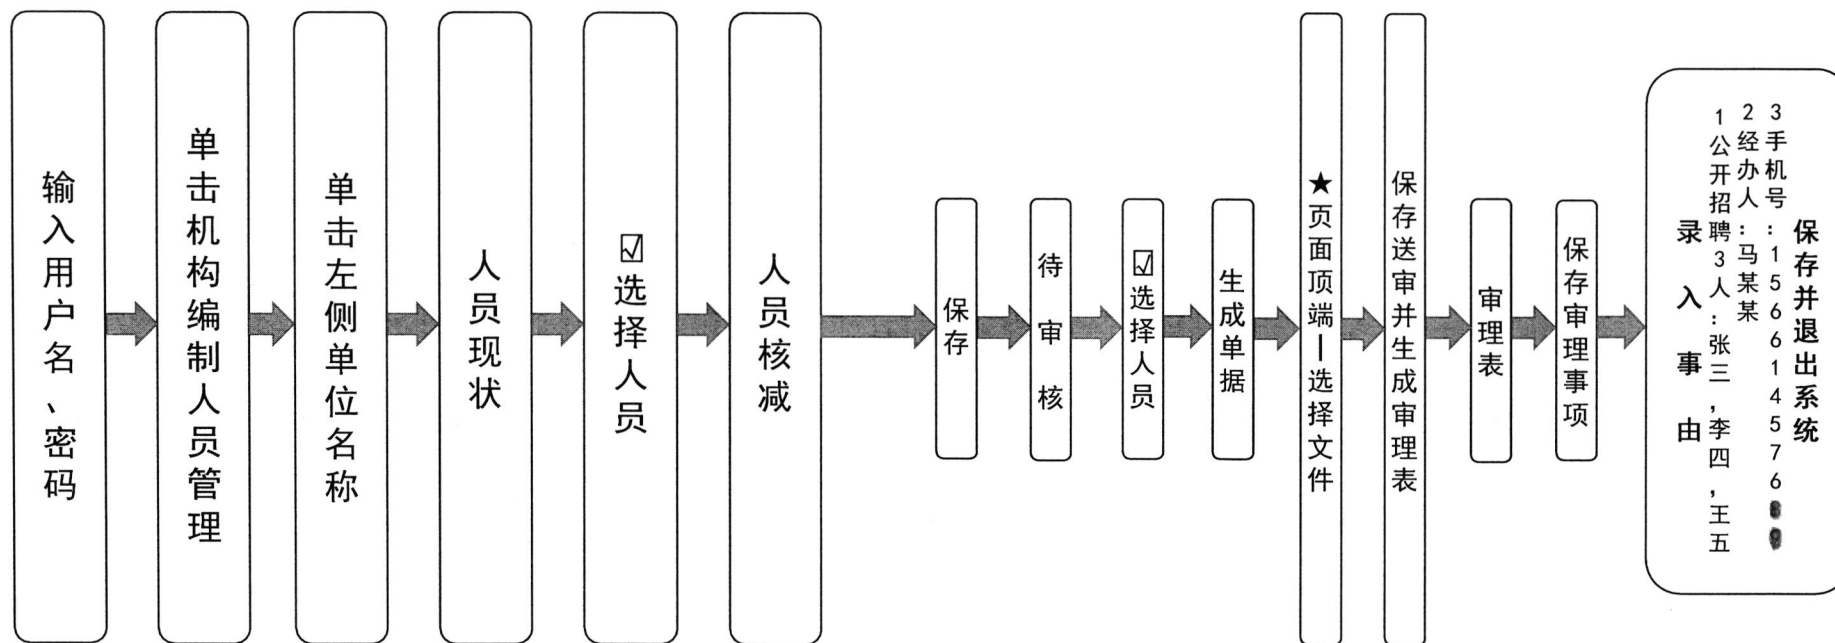 输入用户名、密码
单击机构编制人员管理
单击左侧单位名称
人员现状
☑选择人员
人员核减
保存
待审核
☑选择人员
生成单据
★页面顶端—选择文件
保存送审并生成审理表
审理表
保存审理事项
录入事由
1公开招聘3人:张三,李四,王五
2经办人:马某某
3手机号:156614576
保存并退出系统